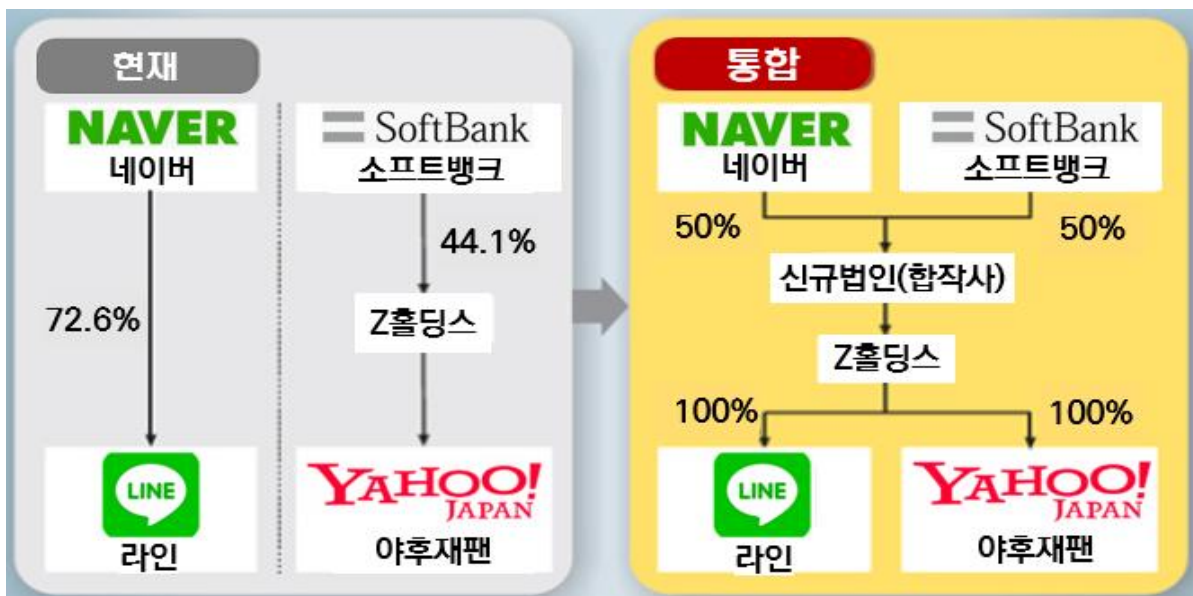 현재
NAVER
네이버
SoftBank
소프트뱅크
44.1%
72.6%
Z홀딩스
LINE
라인
YAHOO!
JAPAN
야후재팬
통합
NAVER
네이버
SoftBank
소프트뱅크
50%
50%
신규법인(합작사)
Z홀딩스
100%
100%
LINE
라인
YAHOO!
JAPAN
야후재팬